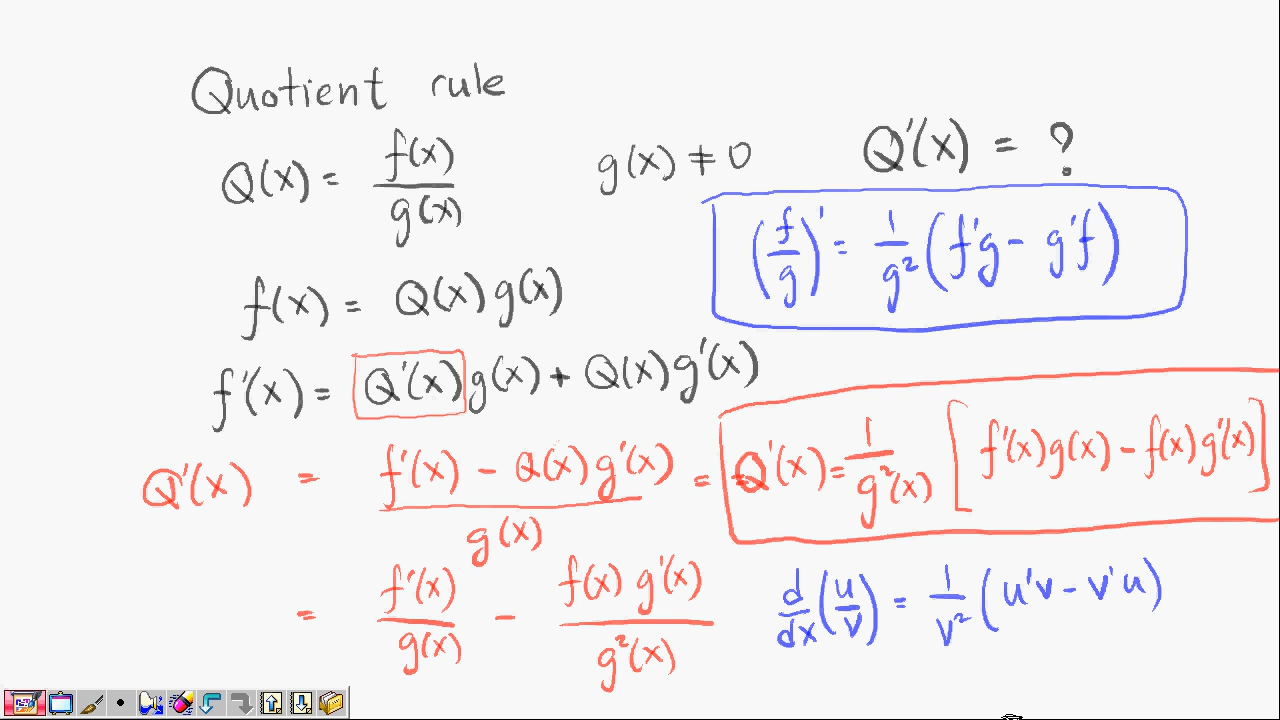 Quotient rule
Q(x) = f(x)/g(x)    g(x) ≠ 0    Q'(x) = ?
(f/g)' = 1/g² (f'g - g'f)
f(x) = Q(x) g(x)
f'(x) = Q'(x) g(x) + Q(x) g'(x)
Q'(x) = (f'(x) - Q(x) g'(x))/g(x) = Q'(x) = 1/g²(x) [f'(x)g(x) - f(x)g'(x)]
= f'(x)/g(x) - f(x) g'(x)/g²(x)
d/dx (u/v) = 1/v² (u'v - v'u)